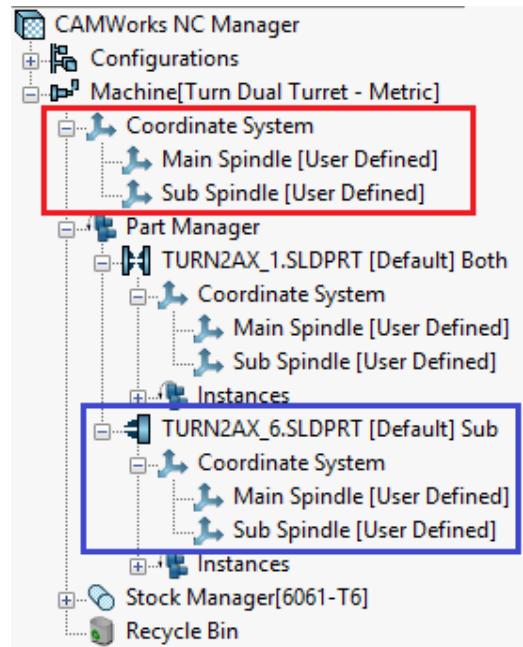 CAMWorks NC Manager
Configurations
Machine[Turn Dual Turret - Metric]
Coordinate System
Main Spindle [User Defined]
Sub Spindle [User Defined]
Part Manager
TURN2AX_1.SLDPRT [Default] Both
Coordinate System
Main Spindle [User Defined]
Sub Spindle [User Defined]
Instances
TURN2AX_6.SLDPRT [Default] Sub
Coordinate System
Main Spindle [User Defined]
Sub Spindle [User Defined]
Instances
Stock Manager[6061-T6]
Recycle Bin